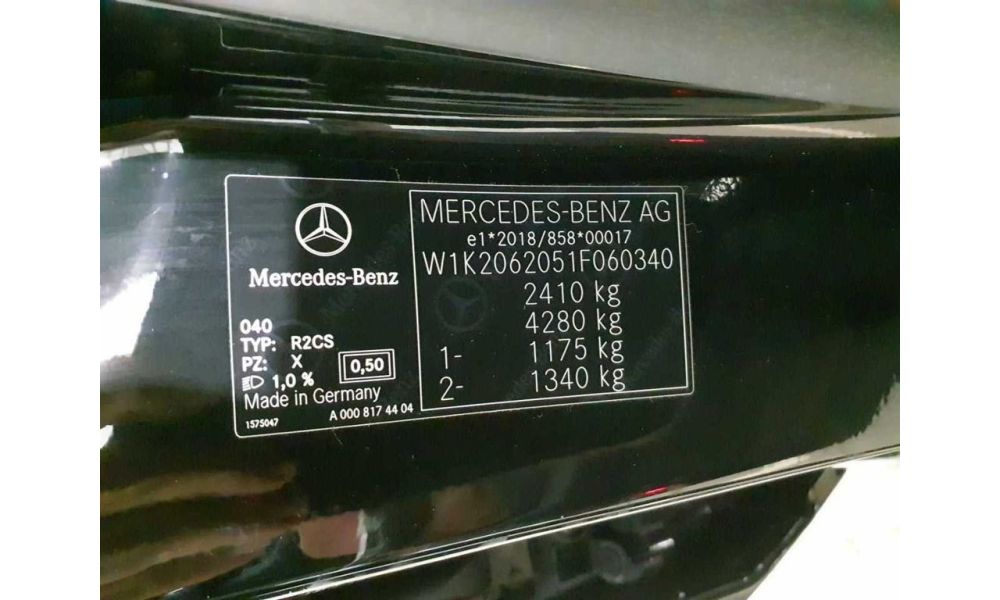 Mercedes-Benz
040
TYP: R2CS
PZ: X
1,0 %
0,50
Made in Germany
1575047
A 000 817 44 04
MERCEDES-BENZ AG
e1*2018/858*00017
W1K2062051F060340
2410 kg
4280 kg
1- 1175 kg
2- 1340 kg